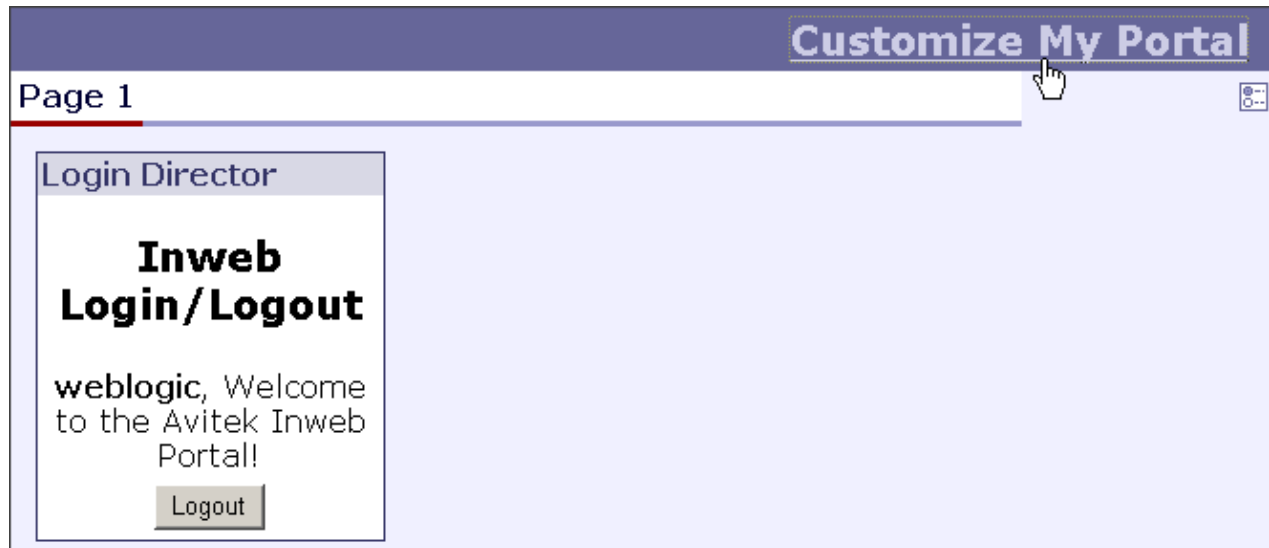 Customize My Portal
Page 1
Login Director
Inweb
Login/Logout
weblogic, Welcome
to the Avitek Inweb
Portal!
Logout